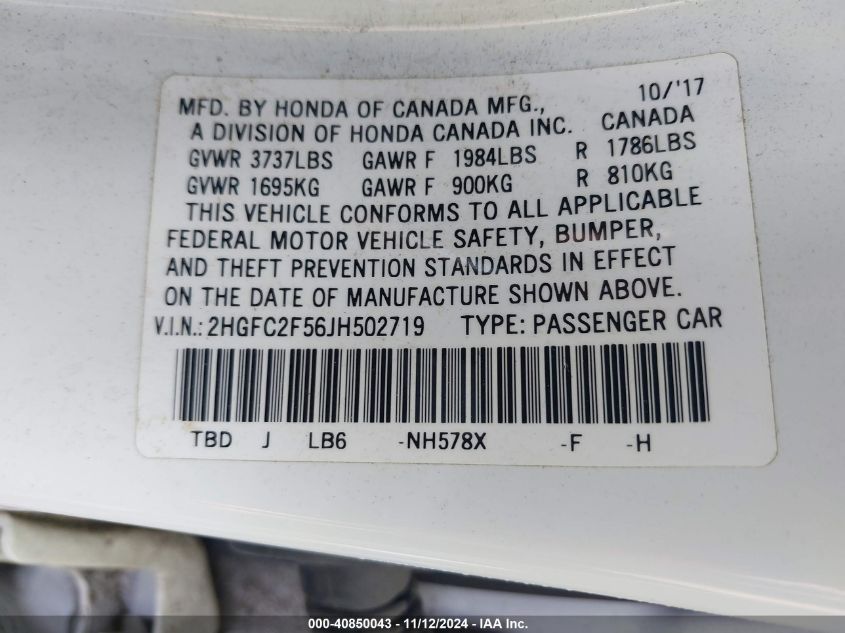 10/'17
MFD. BY HONDA OF CANADA MFG.,
A DIVISION OF HONDA CANADA INC. CANADA
GVWR 3737LBS GAWR F 1984LBS R 1786LBS
GVWR 1695KG GAWR F 900KG R 810KG
THIS VEHICLE CONFORMS TO ALL APPLICABLE
FEDERAL MOTOR VEHICLE SAFETY, BUMPER,
AND THEFT PREVENTION STANDARDS IN EFFECT
ON THE DATE OF MANUFACTURE SHOWN ABOVE.
V.I.N.: 2HGFC2F56JH502719 TYPE: PASSENGER CAR
TBD J LB6 -NH578X -F -H
000-40850043 - 11/12/2024 - IAA Inc.